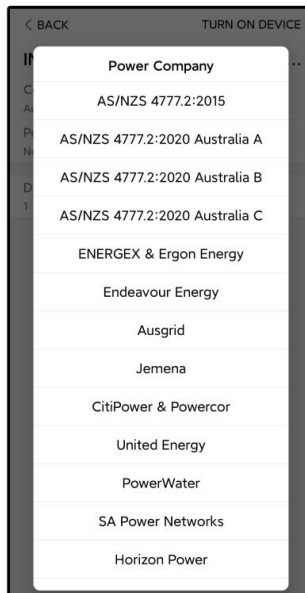 < BACK TURN ON DEVICE
Power Company
AS/NZS 4777.2:2015
AS/NZS 4777.2:2020 Australia A
AS/NZS 4777.2:2020 Australia B
AS/NZS 4777.2:2020 Australia C
ENERGEX & Ergon Energy
Endeavour Energy
Ausgrid
Jemena
CitiPower & Powercor
United Energy
PowerWater
SA Power Networks
Horizon Power